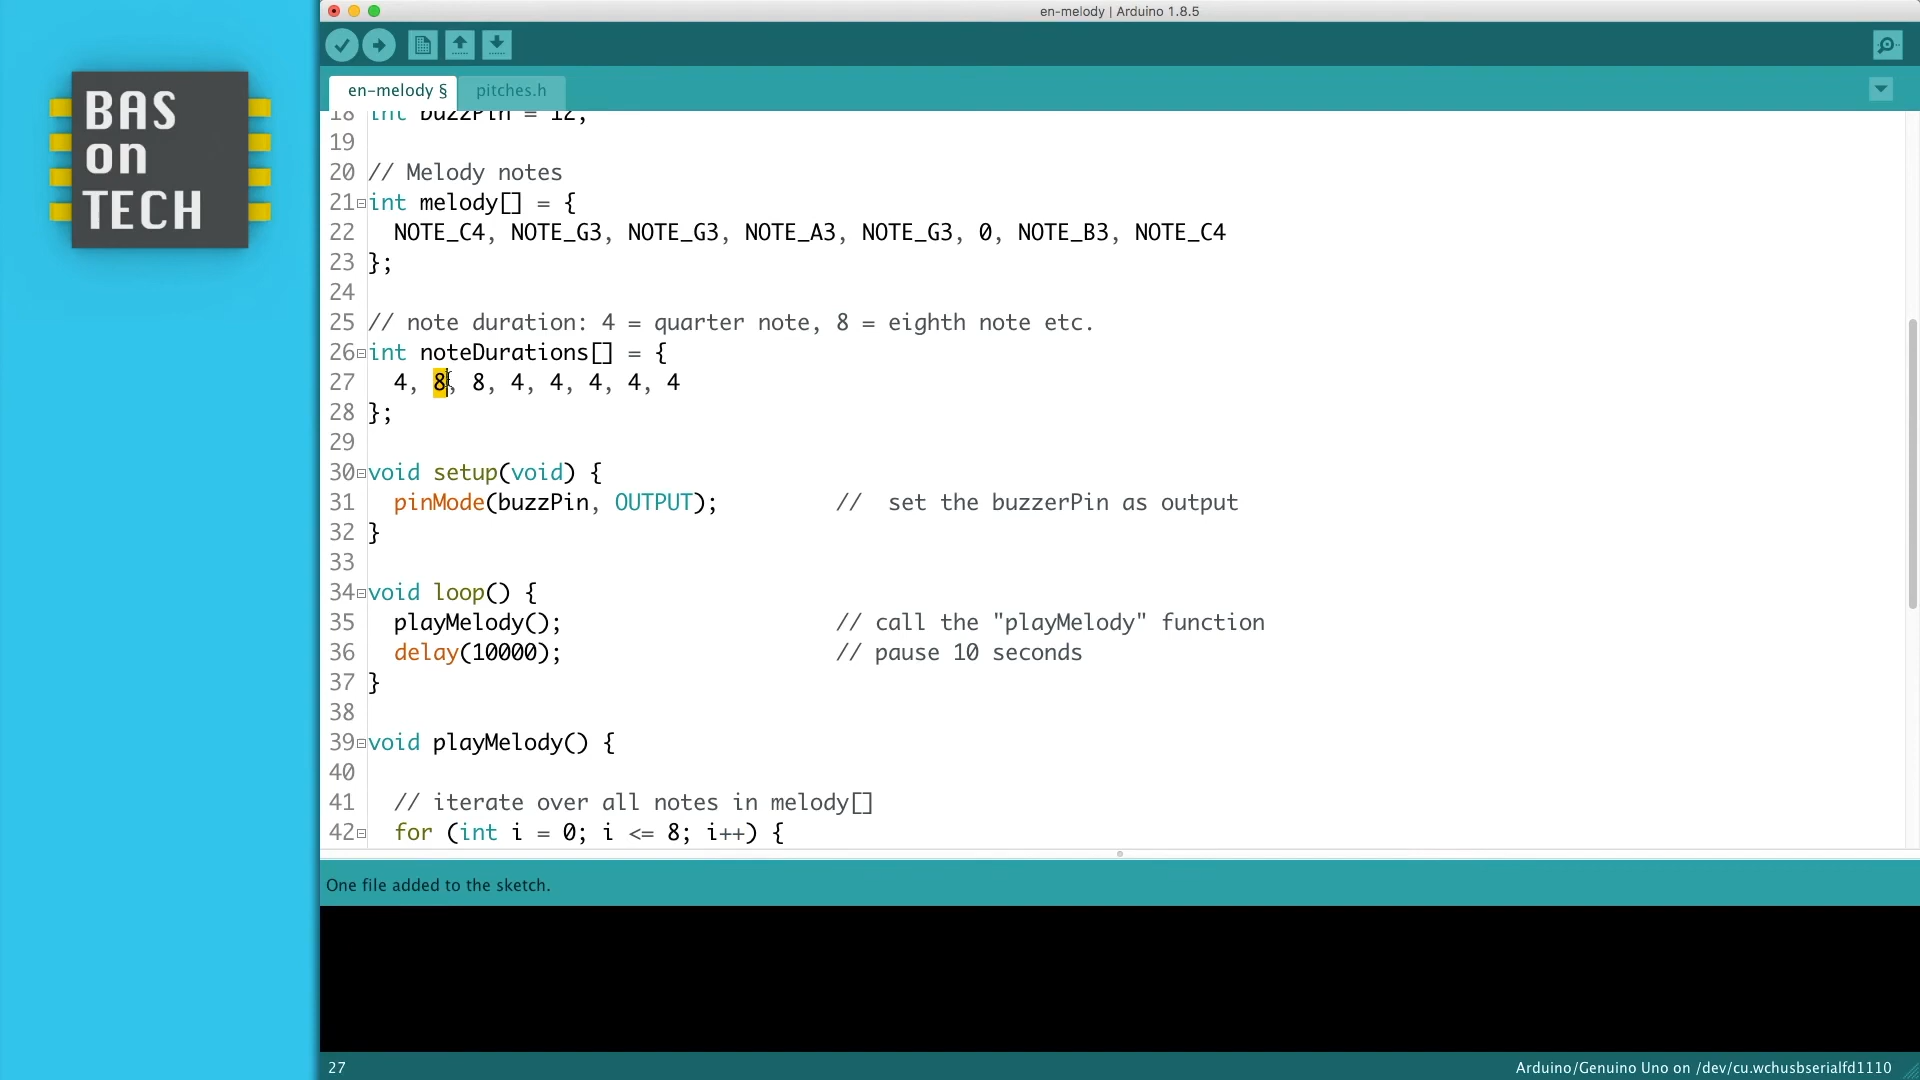 en-melody | Arduino 1.8.5
BAS
on
TECH
en-melody §
pitches.h
18 int buzzPin = 12;
19
20 // Melody notes
21 int melody[] = {
22 NOTE_C4, NOTE_G3, NOTE_G3, NOTE_A3, NOTE_G3, 0, NOTE_B3, NOTE_C4
23 };
24
25 // note duration: 4 = quarter note, 8 = eighth note etc.
26 int noteDurations[] = {
27 4, 8, 8, 4, 4, 4, 4, 4
28 };
29
30 void setup(void) {
31 pinMode(buzzPin, OUTPUT); // set the buzzerPin as output
32 }
33
34 void loop() {
35 playMelody(); // call the "playMelody" function
36 delay(10000); // pause 10 seconds
37 }
38
39 void playMelody() {
40
41 // iterate over all notes in melody[]
42 for (int i = 0; i <= 8; i++) {
One file added to the sketch.
27
Arduino/Genuino Uno on /dev/cu.wchusbserialfd1110